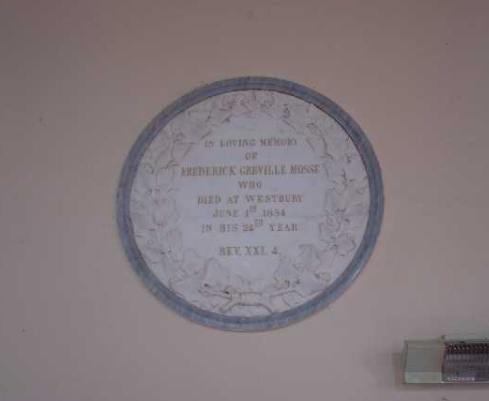 IN LOVING MEMORY
OF
FREDERICK GREVILLE MOSSE
WHO
DIED AT WESTBURY
JUNE 1ST 1884
IN HIS 24TH YEAR
REV. XXI. 4.